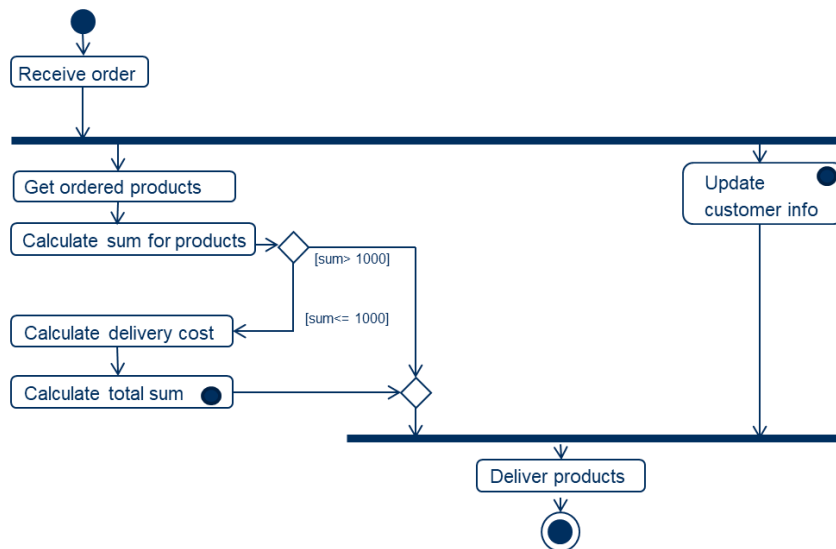 Receive order
Get ordered products
Update
customer info
Calculate sum for products
[sum> 1000]
[sum<= 1000]
Calculate delivery cost
Calculate total sum
Deliver products